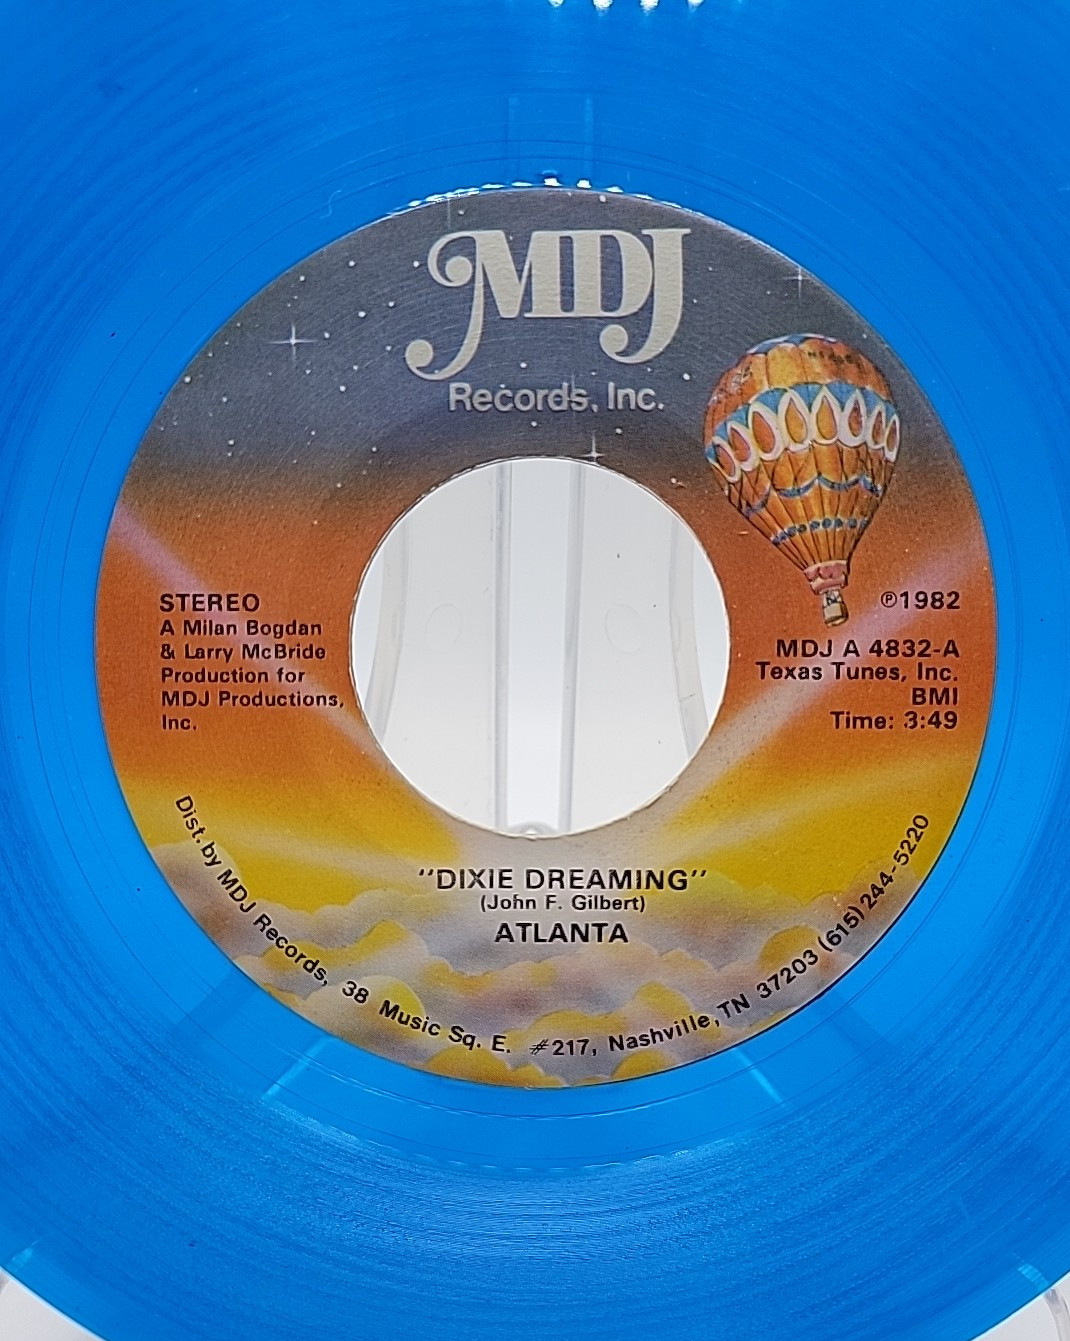 MDJ
Records, Inc.
STEREO
A Milan Bogdan
& Larry McBride
Production for
MDJ Productions,
Inc.
℗1982
MDJ A 4832-A
Texas Tunes, Inc.
BMI
Time: 3:49
"DIXIE DREAMING"
(John F. Gilbert)
ATLANTA
Dist. by MDJ Records, 38 Music Sq. E. #217, Nashville, TN 37203 (615) 244-5220